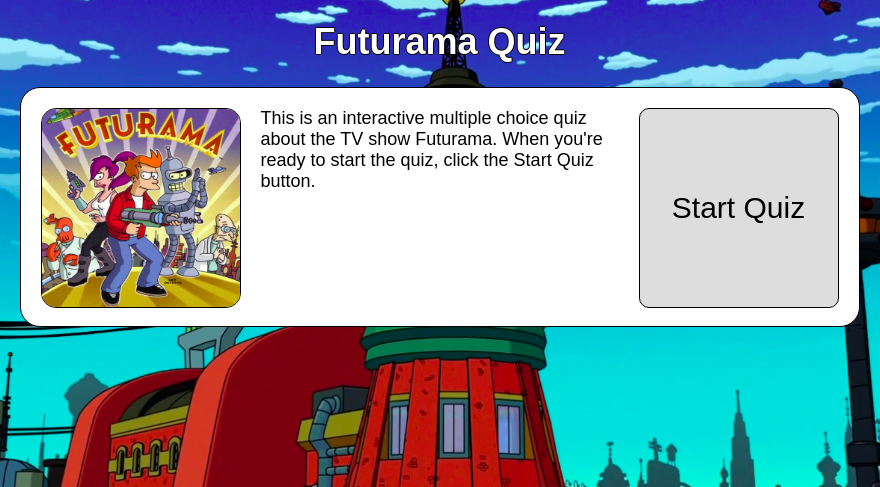 Futurama Quiz
FUTURAMA
This is an interactive multiple choice quiz
about the TV show Futurama. When you're
ready to start the quiz, click the Start Quiz
button.
Start Quiz